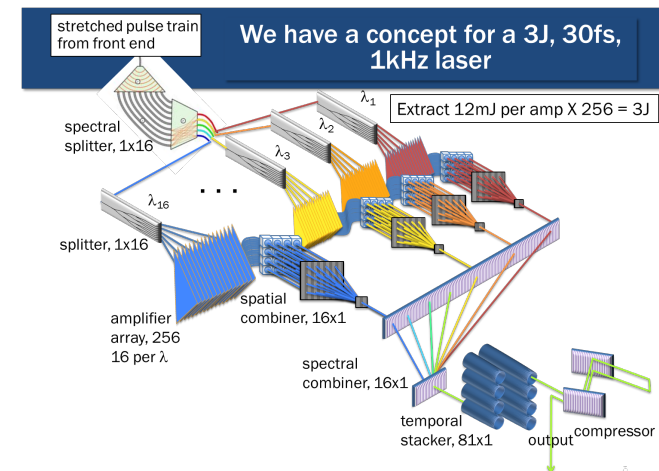 stretched pulse train
from front end
We have a concept for a 3J, 30fs,
1kHz laser
Extract 12mJ per amp X 256 = 3J
λ1
λ2
λ3
spectral
splitter, 1x16
. . .
λ16
splitter, 1x16
amplifier
array, 256
16 per λ
spatial
combiner, 16x1
spectral
combiner, 16x1
temporal
stacker, 81x1
output
compressor